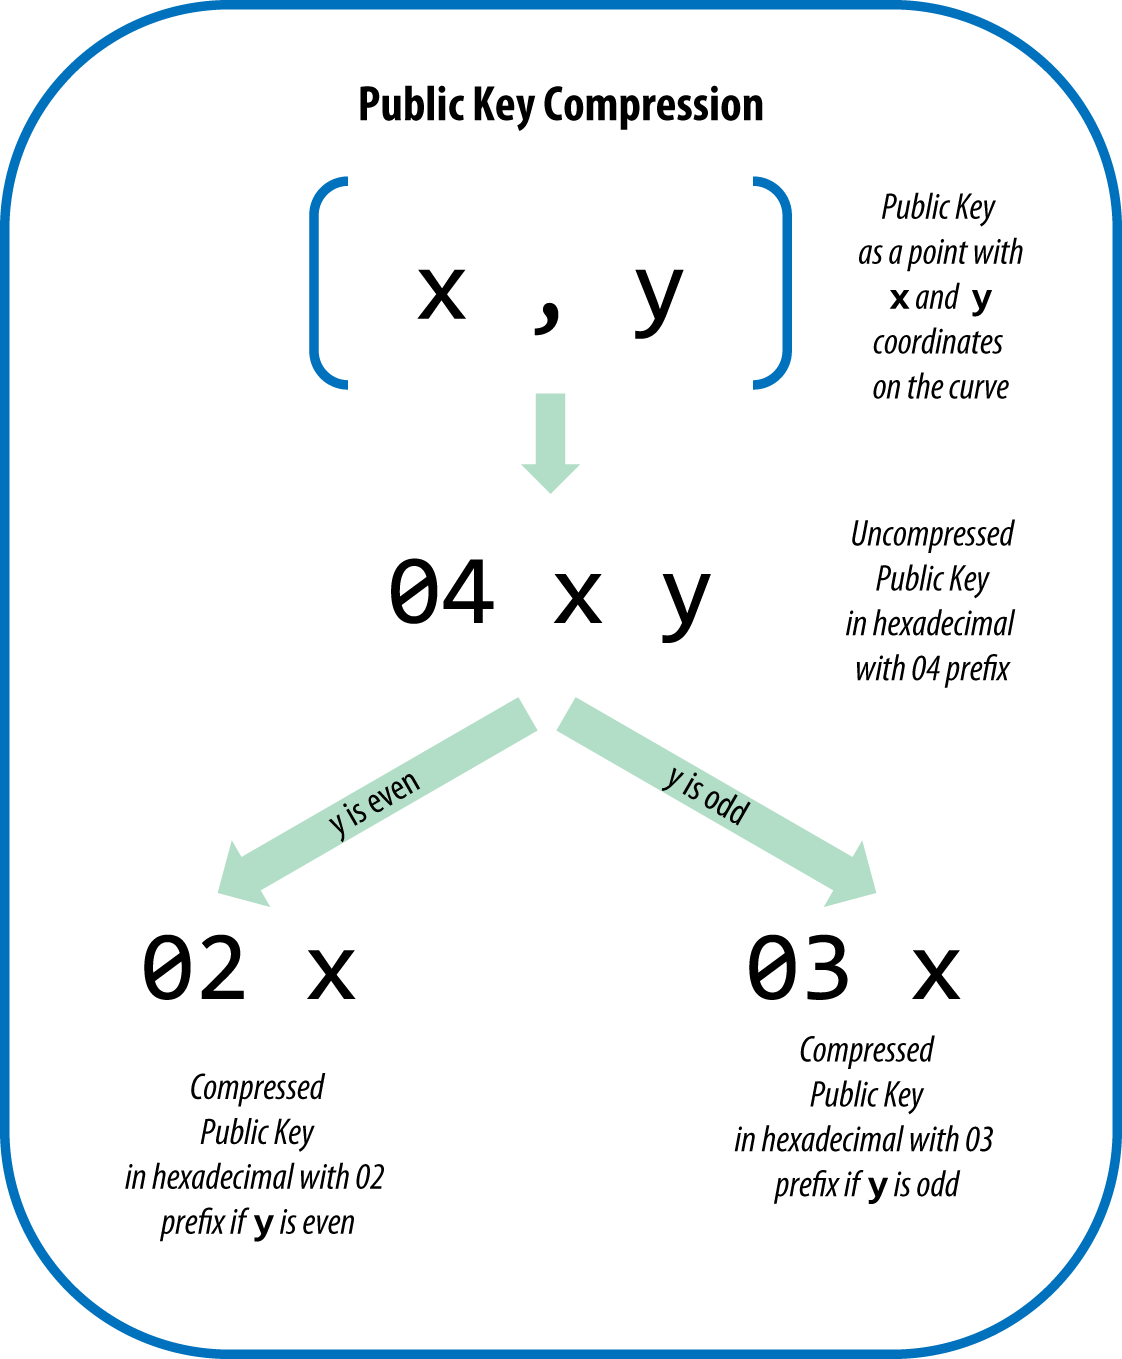 Public Key Compression
x , y
Public Key
as a point with
x and y
coordinates
on the curve
04 x y
Uncompressed
Public Key
in hexadecimal
with 04 prefix
y is even
y is odd
02 x
Compressed
Public Key
in hexadecimal with 02
prefix if y is even
03 x
Compressed
Public Key
in hexadecimal with 03
prefix if y is odd